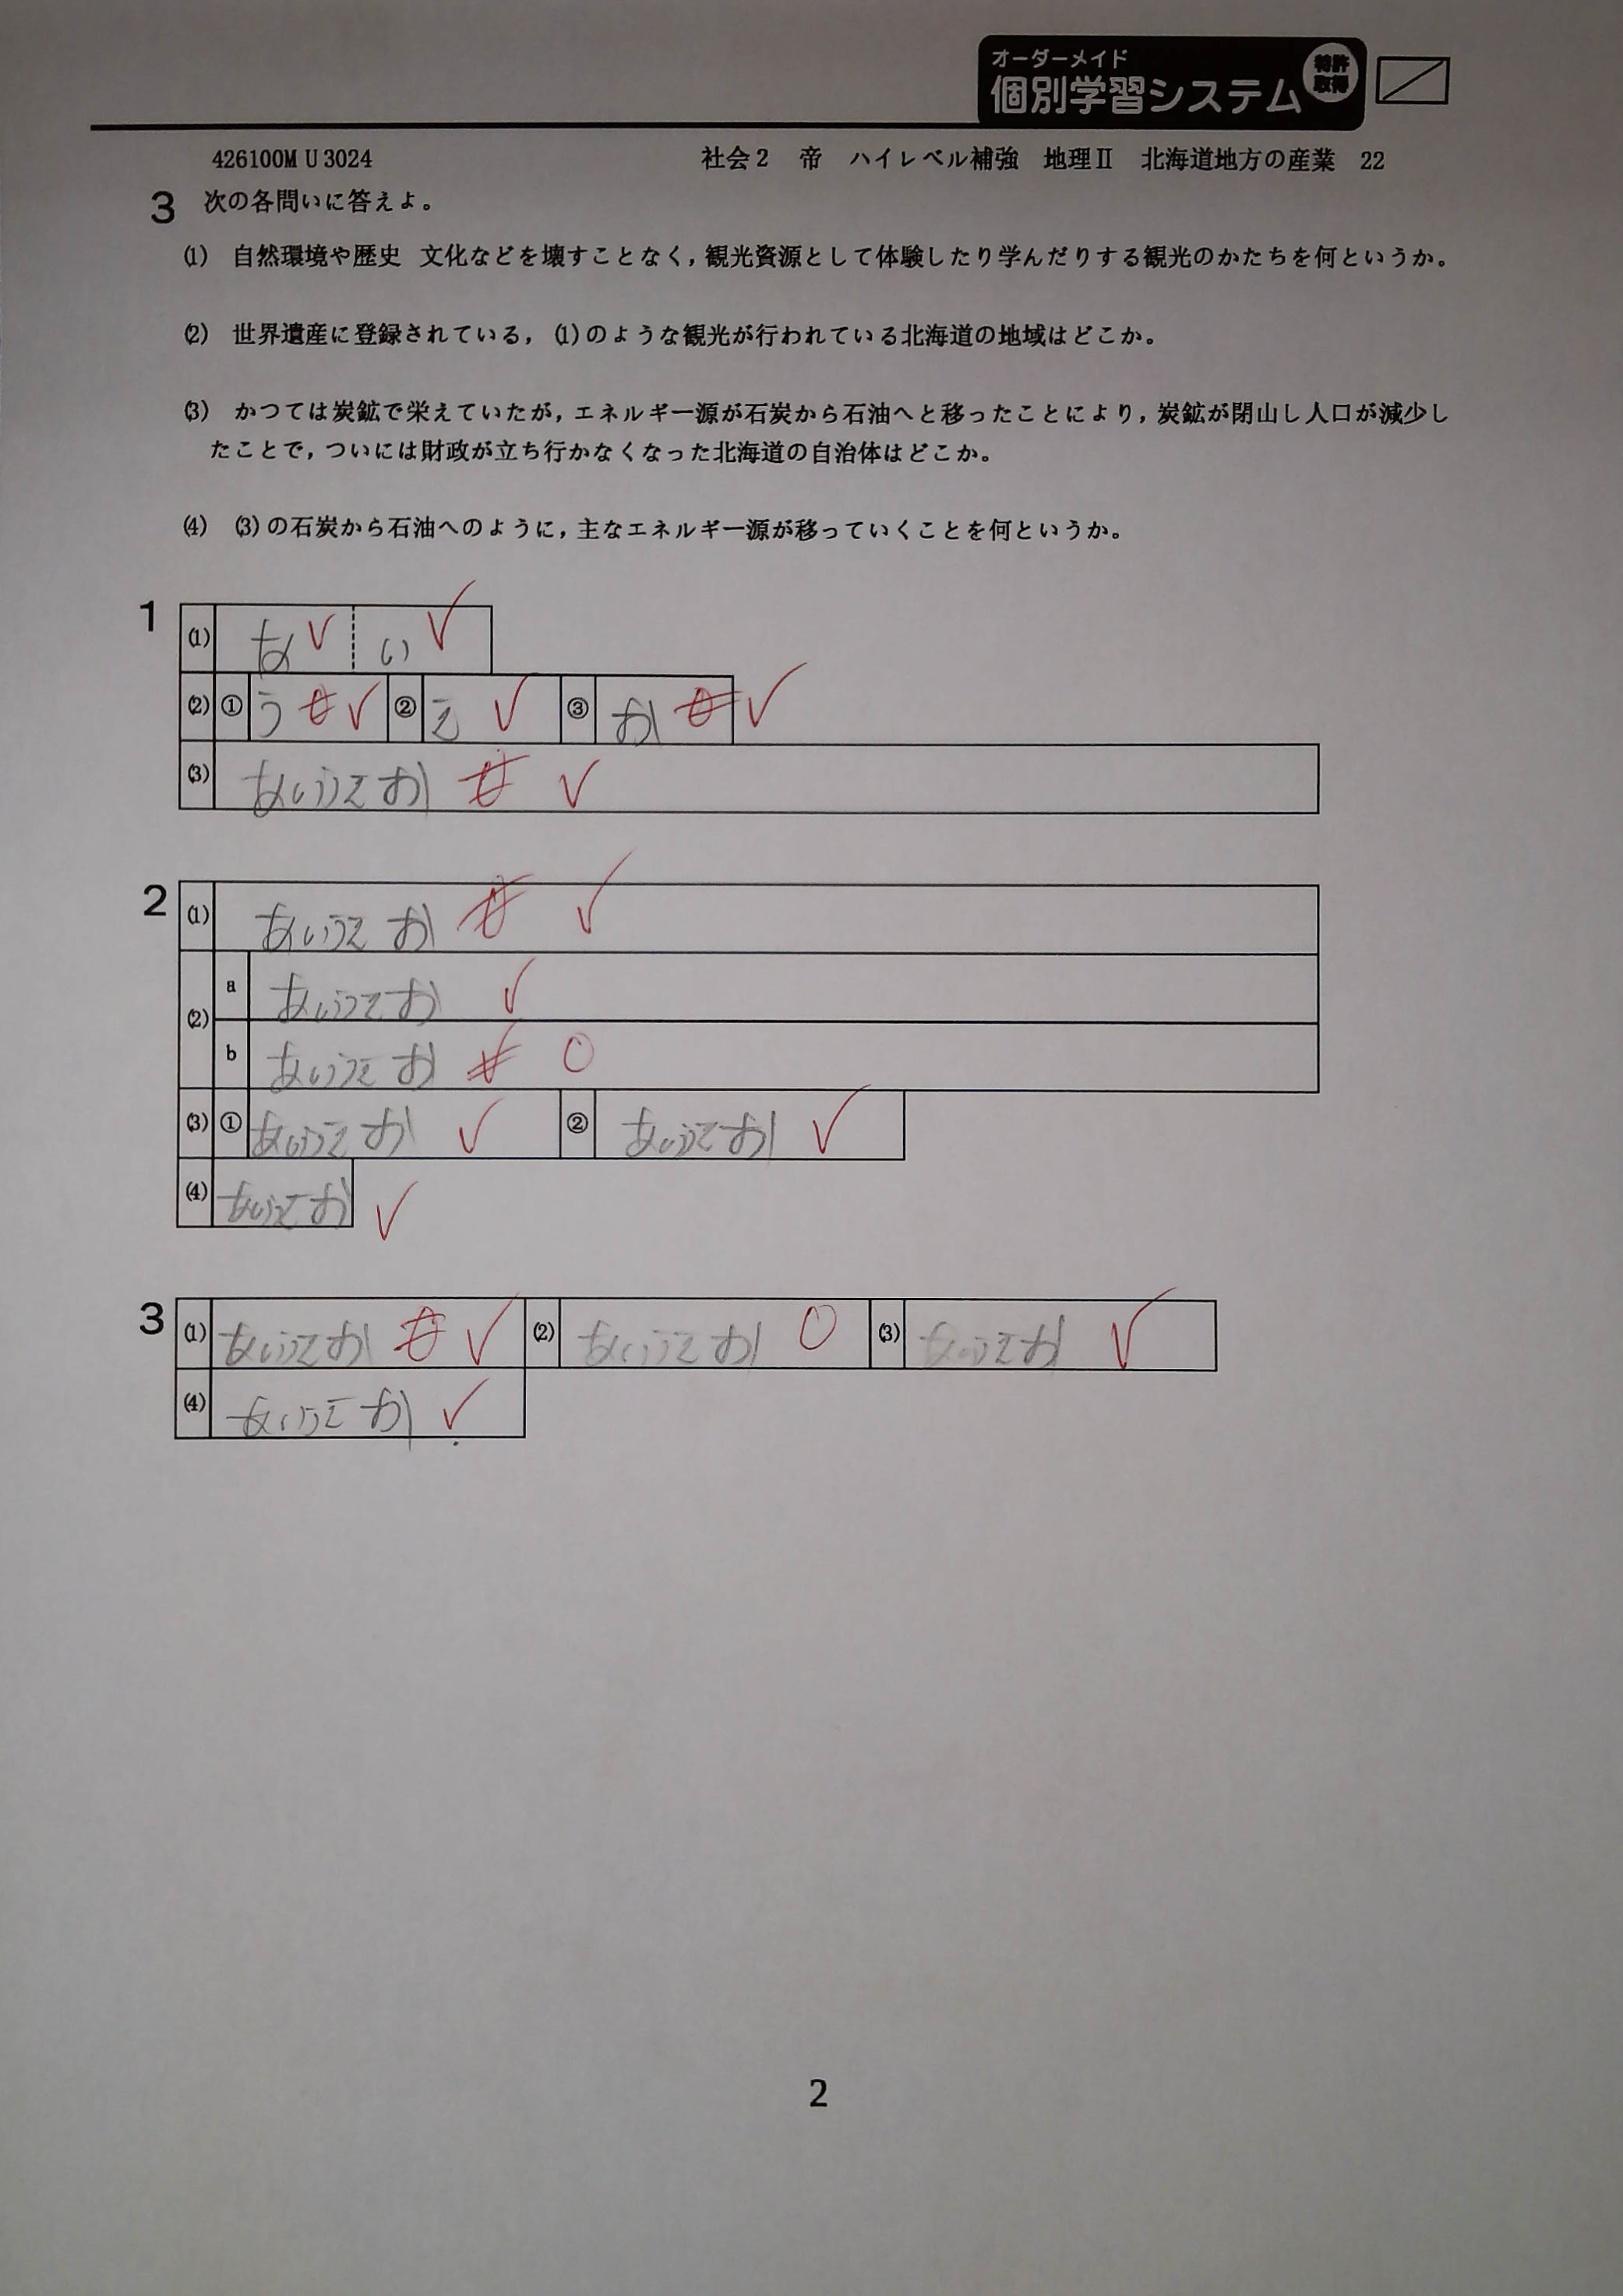 オーダーメイド
個別学習システム
特許
取得
426100M U 3024 社会2 帝 ハイレベル補強 地理Ⅱ 北海道地方の産業 22
3 次の各問いに答えよ。
(1) 自然環境や歴史 文化などを壊すことなく,観光資源として体験したり学んだりする観光のかたちを何というか。
(2) 世界遺産に登録されている,(1)のような観光が行われている北海道の地域はどこか。
(3) かつては炭鉱で栄えていたが,エネルギー源が石炭から石油へと移ったことにより,炭鉱が閉山し人口が減少し
たことで,ついには財政が立ち行かなくなった北海道の自治体はどこか。
(4) (3)の石炭から石油へのように,主なエネルギー源が移っていくことを何というか。
1
(1) あ い
(2) ① う ② え ③ お
(3) あいうえお
2
(1) あいうえお
(2) a あいうえお
b あいうえお
(3) ① あいうえお ② あいうえお
(4) あいうえお
3
(1) あいうえお (2) あいうえお (3) あいうえお
(4) あいうえお
2